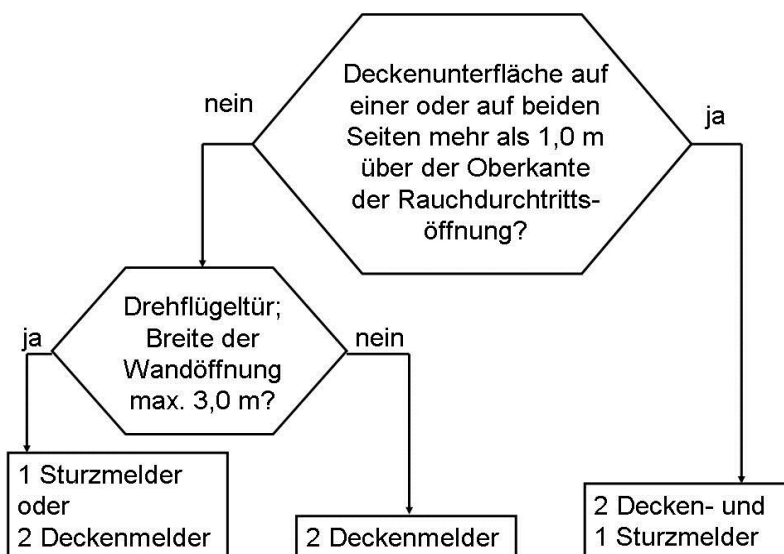 Deckenunterfläche auf
einer oder auf beiden
Seiten mehr als 1,0 m
über der Oberkante
der Rauchdurchtritts-
öffnung?
nein
ja
Drehflügeltür;
Breite der
Wandöffnung
max. 3,0 m?
ja
nein
1 Sturzmelder
oder
2 Deckenmelder
2 Deckenmelder
2 Decken- und
1 Sturzmelder